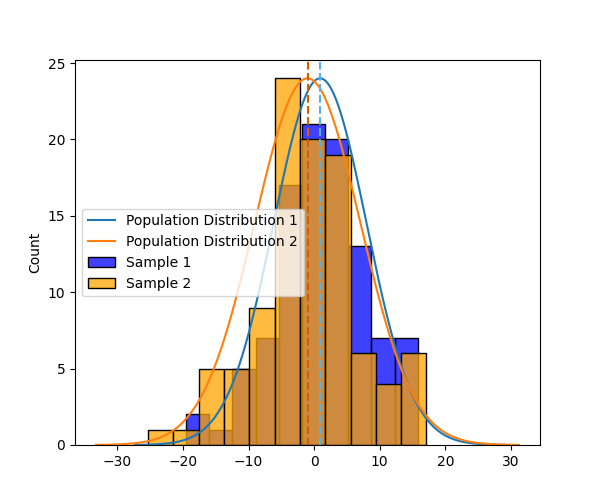 25
20
15
10
5
0
Count
Population Distribution 1
Population Distribution 2
Sample 1
Sample 2
−30 −20 −10 0 10 20 30